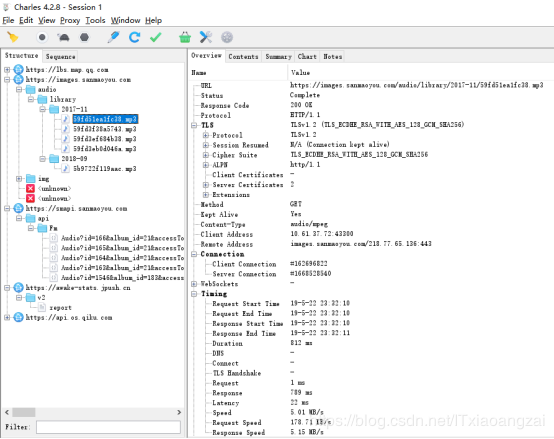 Charles 4.2.8 - Session 1
File Edit View Proxy Tools Window Help
Structure Sequence
https://lbs.map.qq.com
https://images.sanmaoyou.com
audio
library
2017-11
59fd51ea1fc38.mp3
59fd3f38a5743.mp3
59fd3ef684b38.mp3
59fd3eb0d046a.mp3
2018-09
5b9722f119aac.mp3
img
<unknown>
<unknown>
https://smapi.sanmaoyou.com
api
Fm
Audio?id=166&album_id=21&accessTo
Audio?id=165&album_id=21&accessTo
Audio?id=164&album_id=21&accessTo
Audio?id=163&album_id=21&accessTo
Audio?id=1546&album_id=183&access
https://awake-stats.jpush.cn
v2
report
https://api.os.qiku.com
Filter:
Overview Contents Summary Chart Notes
Name Value
URL https://images.sanmaoyou.com/audio/library/2017-11/59fd51ea1fc38.mp3
Status Complete
Response Code 200 OK
Protocol HTTP/1.1
TLS TLSv1.2 (TLS_ECDHE_RSA_WITH_AES_128_GCM_SHA256)
Protocol TLSv1.2
Session Resumed N/A (Connection kept alive)
Cipher Suite TLS_ECDHE_RSA_WITH_AES_128_GCM_SHA256
ALPN http/1.1
Client Certificates -
Server Certificates 2
Extensions
Method GET
Kept Alive Yes
Content-Type audio/mpeg
Client Address 10.61.37.72:43300
Remote Address images.sanmaoyou.com/218.77.65.136:443
Connection
Client Connection #162696822
Server Connection #1668528540
WebSockets -
Timing
Request Start Time 19-5-22 23:32:10
Request End Time 19-5-22 23:32:10
Response Start Time 19-5-22 23:32:10
Response End Time 19-5-22 23:32:11
Duration 812 ms
DNS -
Connect -
TLS Handshake -
Request 1 ms
Response 789 ms
Latency 22 ms
Speed 5.01 MB/s
Request Speed 178.71 KB/s
Response Speed 5.15 MB/s
https://blog.csdn.net/ITxiaoangzai